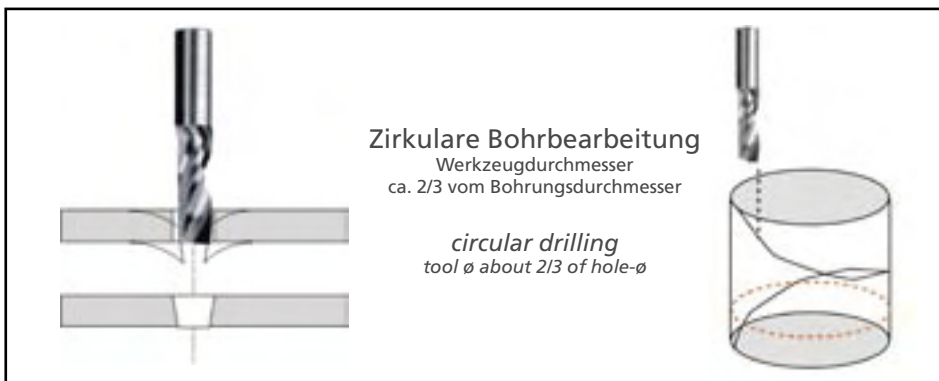 Zirkulare Bohrbearbeitung
Werkzeugdurchmesser
ca. 2/3 vom Bohrungsdurchmesser
circular drilling
tool ø about 2/3 of hole-ø